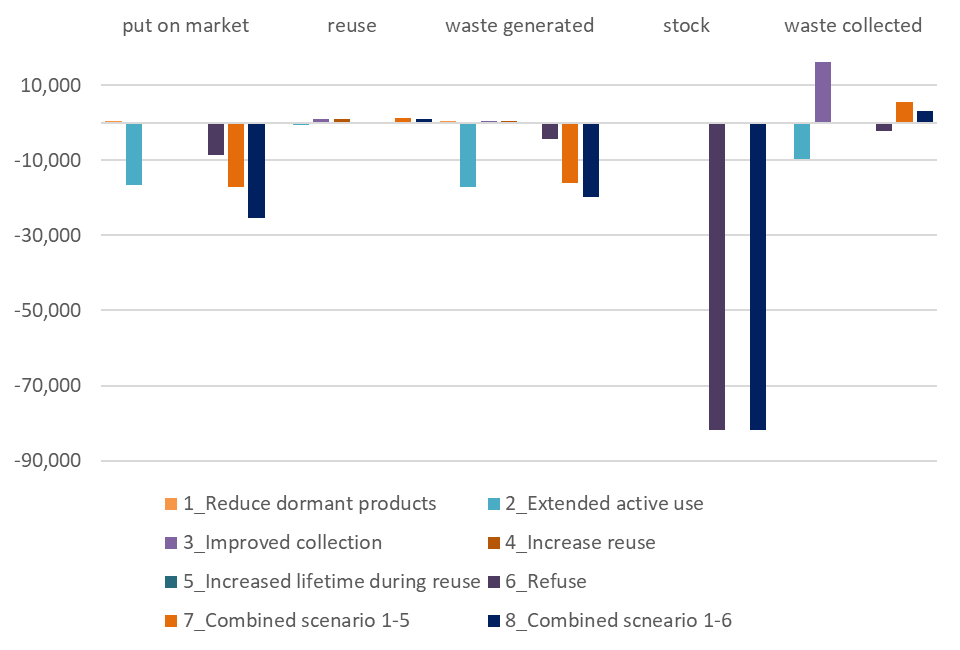 put on market reuse waste generated stock waste collected
10,000
-10,000
-30,000
-50,000
-70,000
-90,000
1_Reduce dormant products 2_Extended active use
3_Improved collection 4_Increase reuse
5_Increased lifetime during reuse 6_Refuse
7_Combined scenario 1-5 8_Combined scneario 1-6